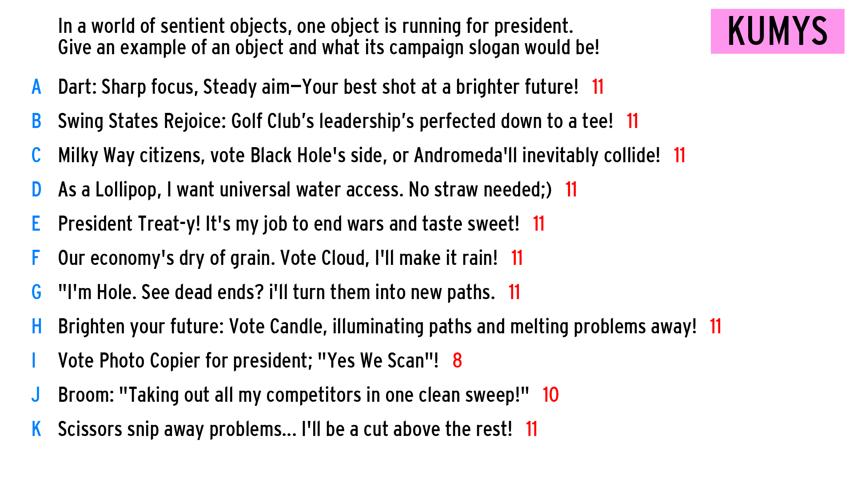 In a world of sentient objects, one object is running for president.
Give an example of an object and what its campaign slogan would be!
KUMYS
A Dart: Sharp focus, Steady aim—Your best shot at a brighter future! 11
B Swing States Rejoice: Golf Club's leadership's perfected down to a tee! 11
C Milky Way citizens, vote Black Hole's side, or Andromeda'll inevitably collide! 11
D As a Lollipop, I want universal water access. No straw needed;) 11
E President Treat-y! It's my job to end wars and taste sweet! 11
F Our economy's dry of grain. Vote Cloud, I'll make it rain! 11
G "I'm Hole. See dead ends? i'll turn them into new paths. 11
H Brighten your future: Vote Candle, illuminating paths and melting problems away! 11
I Vote Photo Copier for president; "Yes We Scan"! 8
J Broom: "Taking out all my competitors in one clean sweep!" 10
K Scissors snip away problems... I'll be a cut above the rest! 11